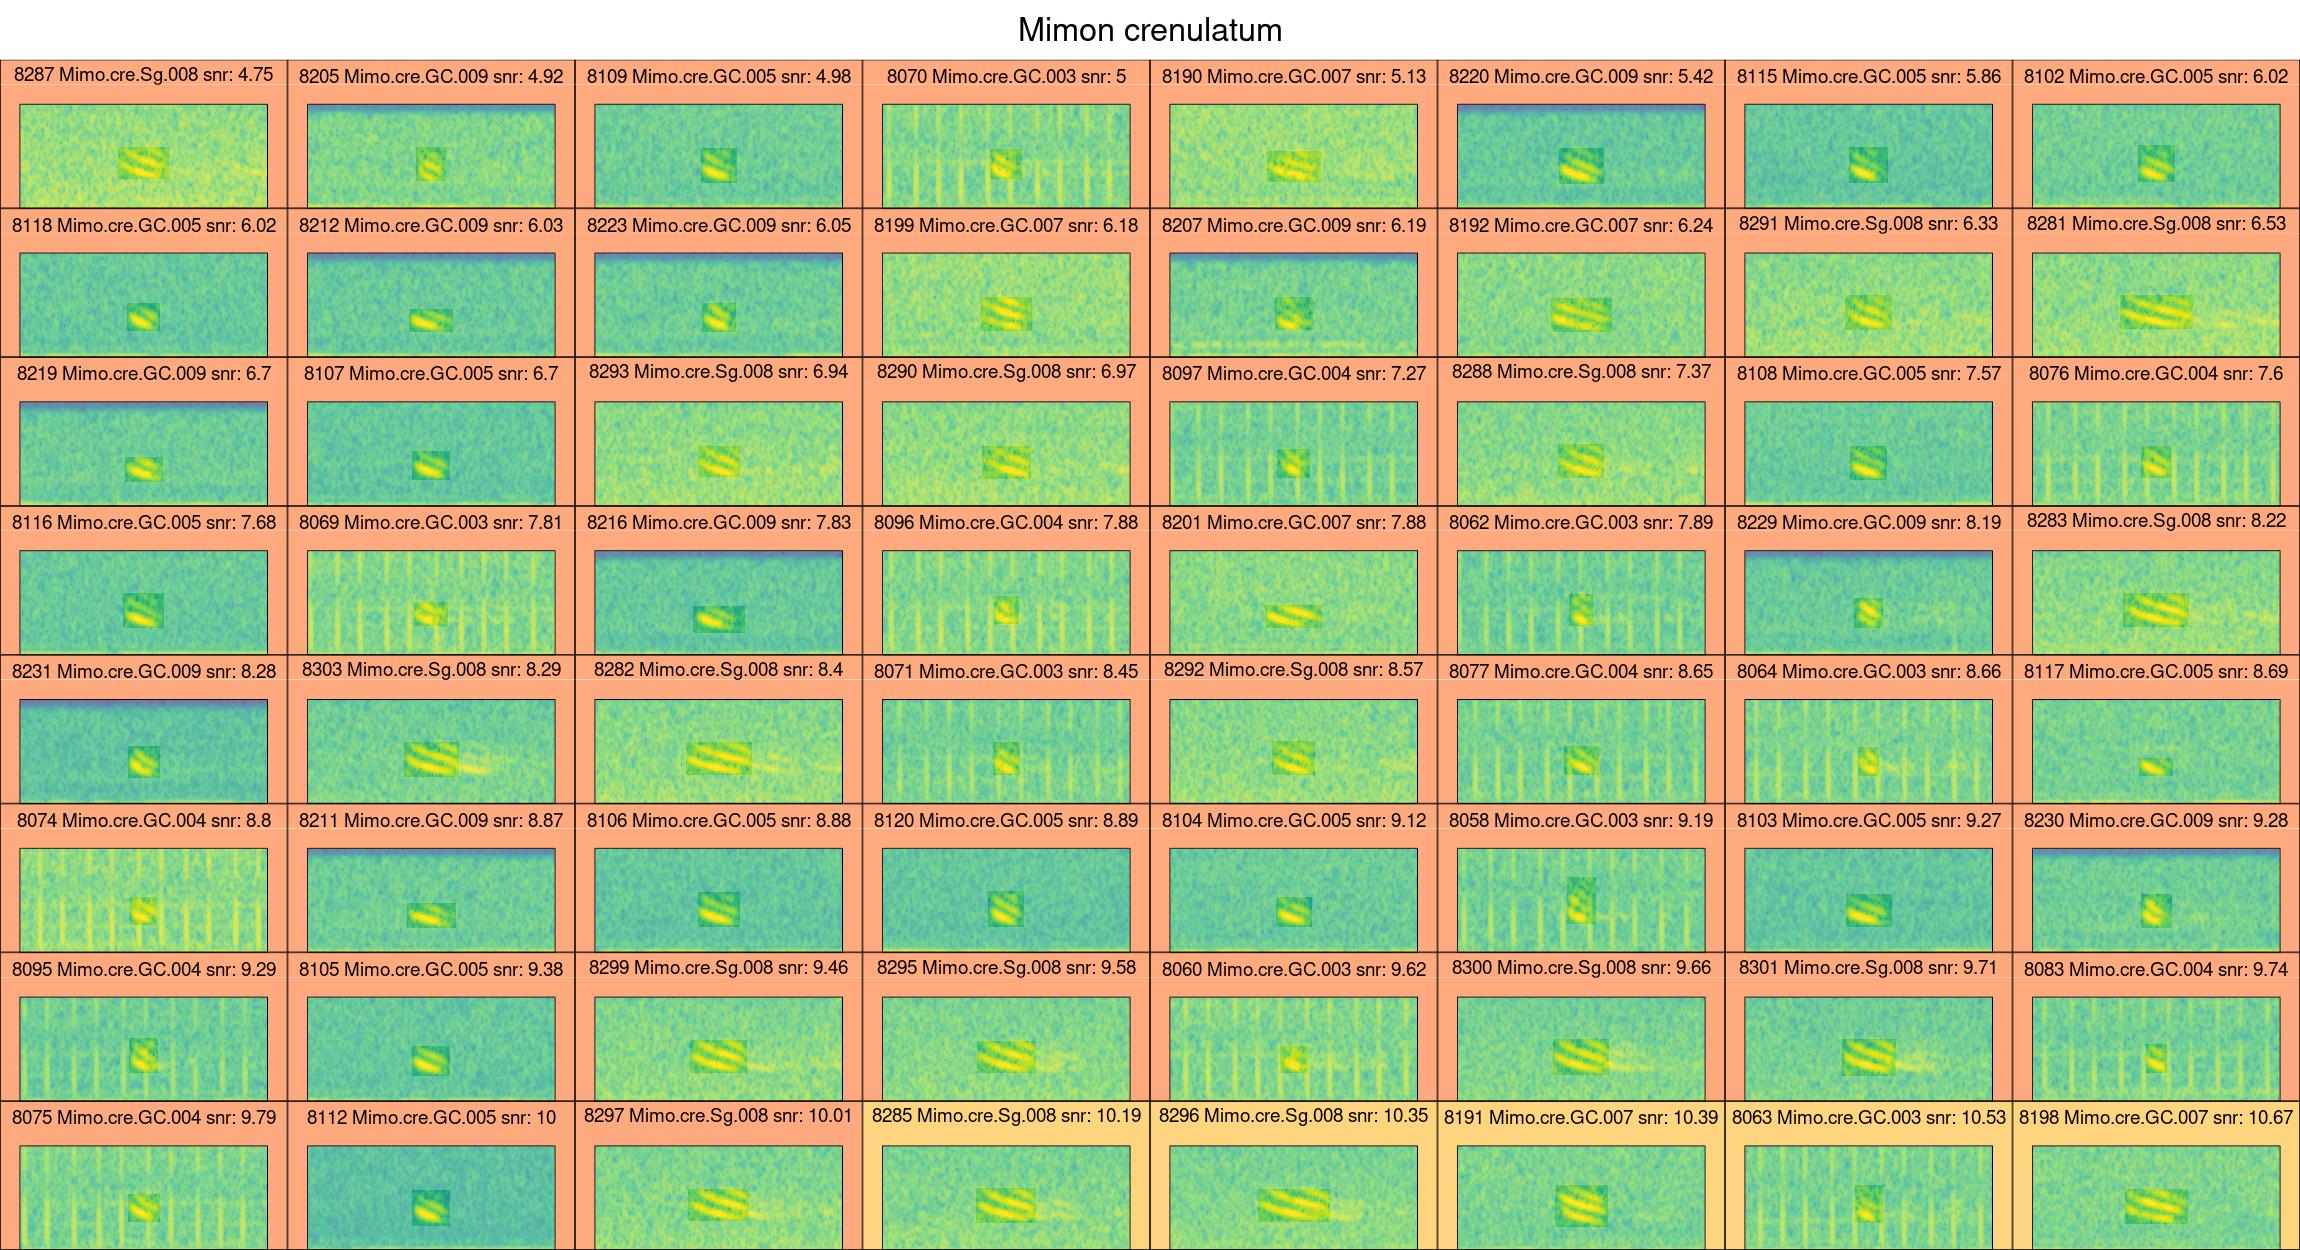 Mimon crenulatum
8287 Mimo.cre.Sg.008 snr: 4.75
8205 Mimo.cre.GC.009 snr: 4.92
8109 Mimo.cre.GC.005 snr: 4.98
8070 Mimo.cre.GC.003 snr: 5
8190 Mimo.cre.GC.007 snr: 5.13
8220 Mimo.cre.GC.009 snr: 5.42
8115 Mimo.cre.GC.005 snr: 5.86
8102 Mimo.cre.GC.005 snr: 6.02
8118 Mimo.cre.GC.005 snr: 6.02
8212 Mimo.cre.GC.009 snr: 6.03
8223 Mimo.cre.GC.009 snr: 6.05
8199 Mimo.cre.GC.007 snr: 6.18
8207 Mimo.cre.GC.009 snr: 6.19
8192 Mimo.cre.GC.007 snr: 6.24
8291 Mimo.cre.Sg.008 snr: 6.33
8281 Mimo.cre.Sg.008 snr: 6.53
8219 Mimo.cre.GC.009 snr: 6.7
8107 Mimo.cre.GC.005 snr: 6.7
8293 Mimo.cre.Sg.008 snr: 6.94
8290 Mimo.cre.Sg.008 snr: 6.97
8097 Mimo.cre.GC.004 snr: 7.27
8288 Mimo.cre.Sg.008 snr: 7.37
8108 Mimo.cre.GC.005 snr: 7.57
8076 Mimo.cre.GC.004 snr: 7.6
8116 Mimo.cre.GC.005 snr: 7.68
8069 Mimo.cre.GC.003 snr: 7.81
8216 Mimo.cre.GC.009 snr: 7.83
8096 Mimo.cre.GC.004 snr: 7.88
8201 Mimo.cre.GC.007 snr: 7.88
8062 Mimo.cre.GC.003 snr: 7.89
8229 Mimo.cre.GC.009 snr: 8.19
8283 Mimo.cre.Sg.008 snr: 8.22
8231 Mimo.cre.GC.009 snr: 8.28
8303 Mimo.cre.Sg.008 snr: 8.29
8282 Mimo.cre.Sg.008 snr: 8.4
8071 Mimo.cre.GC.003 snr: 8.45
8292 Mimo.cre.Sg.008 snr: 8.57
8077 Mimo.cre.GC.004 snr: 8.65
8064 Mimo.cre.GC.003 snr: 8.66
8117 Mimo.cre.GC.005 snr: 8.69
8074 Mimo.cre.GC.004 snr: 8.8
8211 Mimo.cre.GC.009 snr: 8.87
8106 Mimo.cre.GC.005 snr: 8.88
8120 Mimo.cre.GC.005 snr: 8.89
8104 Mimo.cre.GC.005 snr: 9.12
8058 Mimo.cre.GC.003 snr: 9.19
8103 Mimo.cre.GC.005 snr: 9.27
8230 Mimo.cre.GC.009 snr: 9.28
8095 Mimo.cre.GC.004 snr: 9.29
8105 Mimo.cre.GC.005 snr: 9.38
8299 Mimo.cre.Sg.008 snr: 9.46
8295 Mimo.cre.Sg.008 snr: 9.58
8060 Mimo.cre.GC.003 snr: 9.62
8300 Mimo.cre.Sg.008 snr: 9.66
8301 Mimo.cre.Sg.008 snr: 9.71
8083 Mimo.cre.GC.004 snr: 9.74
8075 Mimo.cre.GC.004 snr: 9.79
8112 Mimo.cre.GC.005 snr: 10
8297 Mimo.cre.Sg.008 snr: 10.01
8285 Mimo.cre.Sg.008 snr: 10.19
8296 Mimo.cre.Sg.008 snr: 10.35
8191 Mimo.cre.GC.007 snr: 10.39
8063 Mimo.cre.GC.003 snr: 10.53
8198 Mimo.cre.GC.007 snr: 10.67